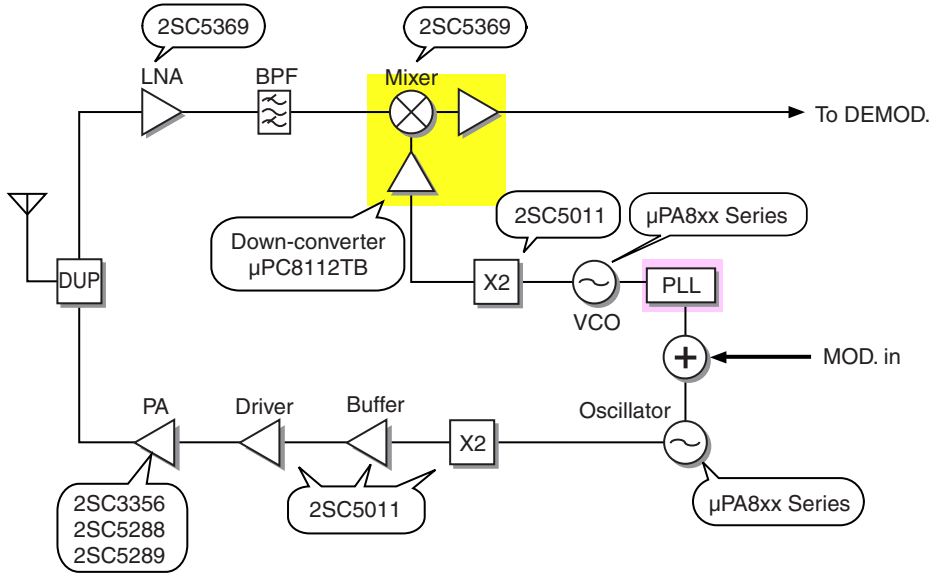 2SC5369
2SC5369
LNA
BPF
Mixer
To DEMOD.
2SC5011
µPA8xx Series
Down-converter
µPC8112TB
DUP
X2
PLL
VCO
MOD. in
PA
Driver
Buffer
Oscillator
X2
2SC3356
2SC5288
2SC5289
2SC5011
µPA8xx Series